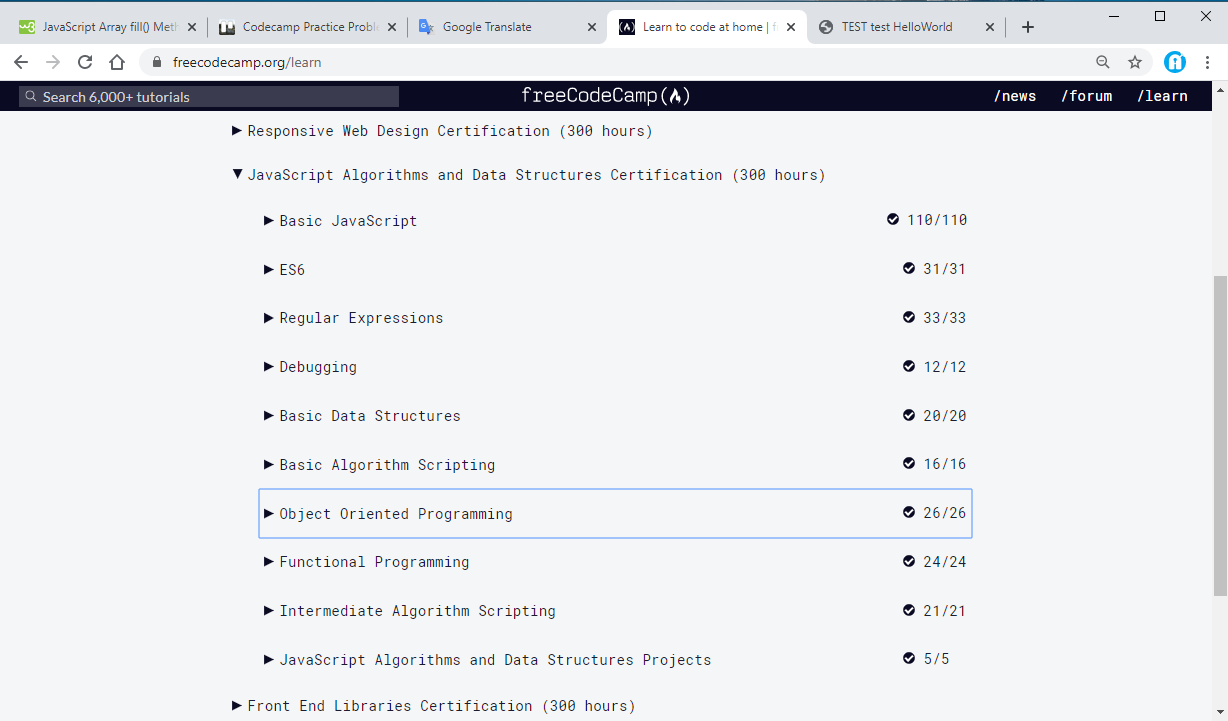 JavaScript Array fill() Meth
Codecamp Practice Proble
Google Translate
Learn to code at home | f
TEST test HelloWorld
freecodecamp.org/learn
Search 6,000+ tutorials
freeCodeCamp
/news
/forum
/learn
Responsive Web Design Certification (300 hours)
JavaScript Algorithms and Data Structures Certification (300 hours)
Basic JavaScript 110/110
ES6 31/31
Regular Expressions 33/33
Debugging 12/12
Basic Data Structures 20/20
Basic Algorithm Scripting 16/16
Object Oriented Programming 26/26
Functional Programming 24/24
Intermediate Algorithm Scripting 21/21
JavaScript Algorithms and Data Structures Projects 5/5
Front End Libraries Certification (300 hours)